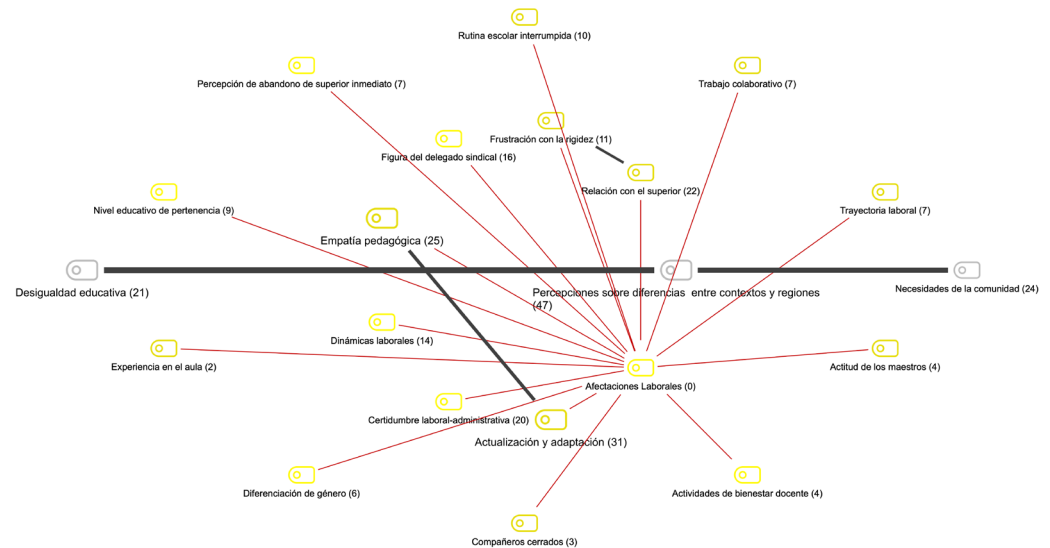 Rutina escolar interrumpida (10)
Percepción de abandono de superior inmediato (7)
Trabajo colaborativo (7)
Frustración con la rigidez (11)
Figura del delegado sindical (16)
Relación con el superior (22)
Nivel educativo de pertenencia (9)
Trayectoria laboral (7)
Empatía pedagógica (25)
Desigualdad educativa (21)
Percepciones sobre diferencias  entre contextos y regiones
(47)
Necesidades de la comunidad (24)
Dinámicas laborales (14)
Experiencia en el aula (2)
Actitud de los maestros (4)
Afectaciones Laborales (0)
Certidumbre laboral-administrativa (20)
Actualización y adaptación (31)
Diferenciación de género (6)
Actividades de bienestar docente (4)
Compañeros cerrados (3)